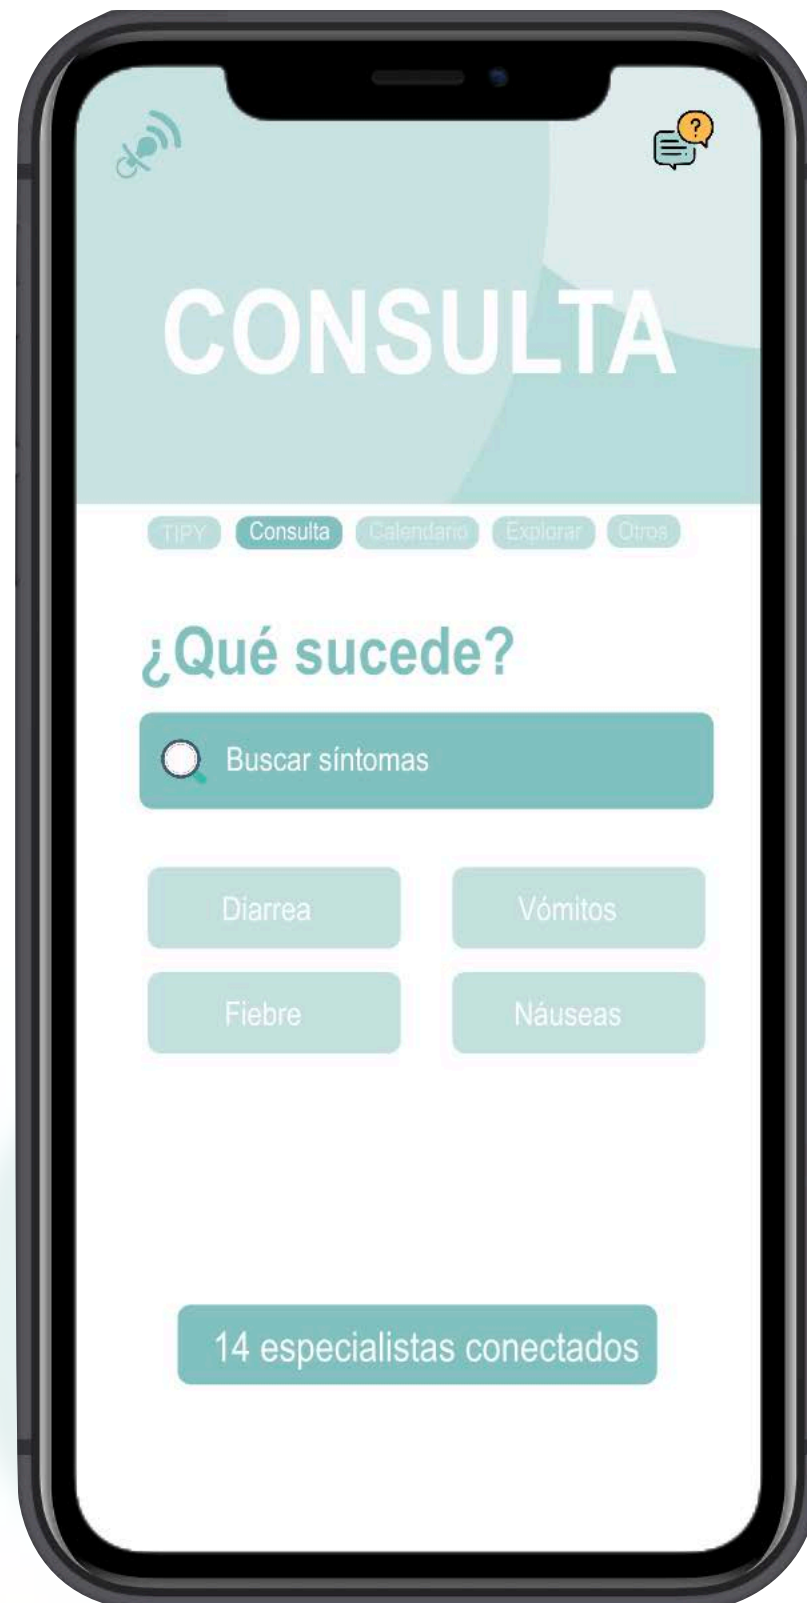 ?
CONSULTA
TIPY Consulta Calendario Explorar Otros
¿Qué sucede?
Buscar síntomas
Diarrea Vómitos
Fiebre Náuseas
14 especialistas conectados